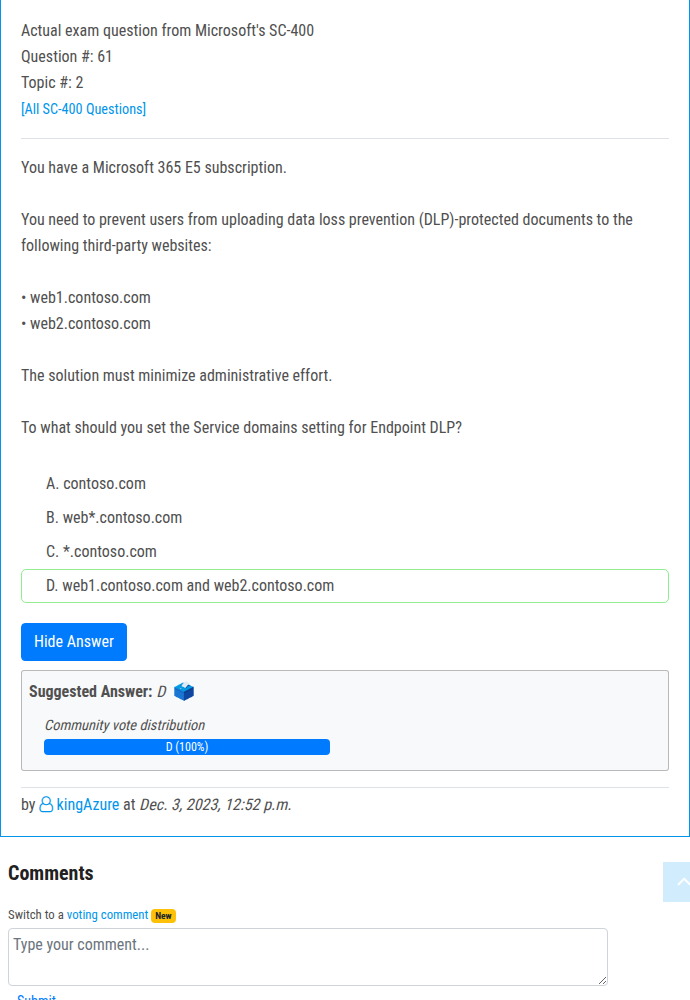 Actual exam question from Microsoft's SC-400
Question #: 61
Topic #: 2
[All SC-400 Questions]
You have a Microsoft 365 E5 subscription.
You need to prevent users from uploading data loss prevention (DLP)-protected documents to the
following third-party websites:
• web1.contoso.com
• web2.contoso.com
The solution must minimize administrative effort.
To what should you set the Service domains setting for Endpoint DLP?
A. contoso.com
B. web*.contoso.com
C. *.contoso.com
D. web1.contoso.com and web2.contoso.com
Hide Answer
Suggested Answer: D
Community vote distribution
D (100%)
by kingAzure at Dec. 3, 2023, 12:52 p.m.
Comments
Switch to a voting comment New
Type your comment...
Submit